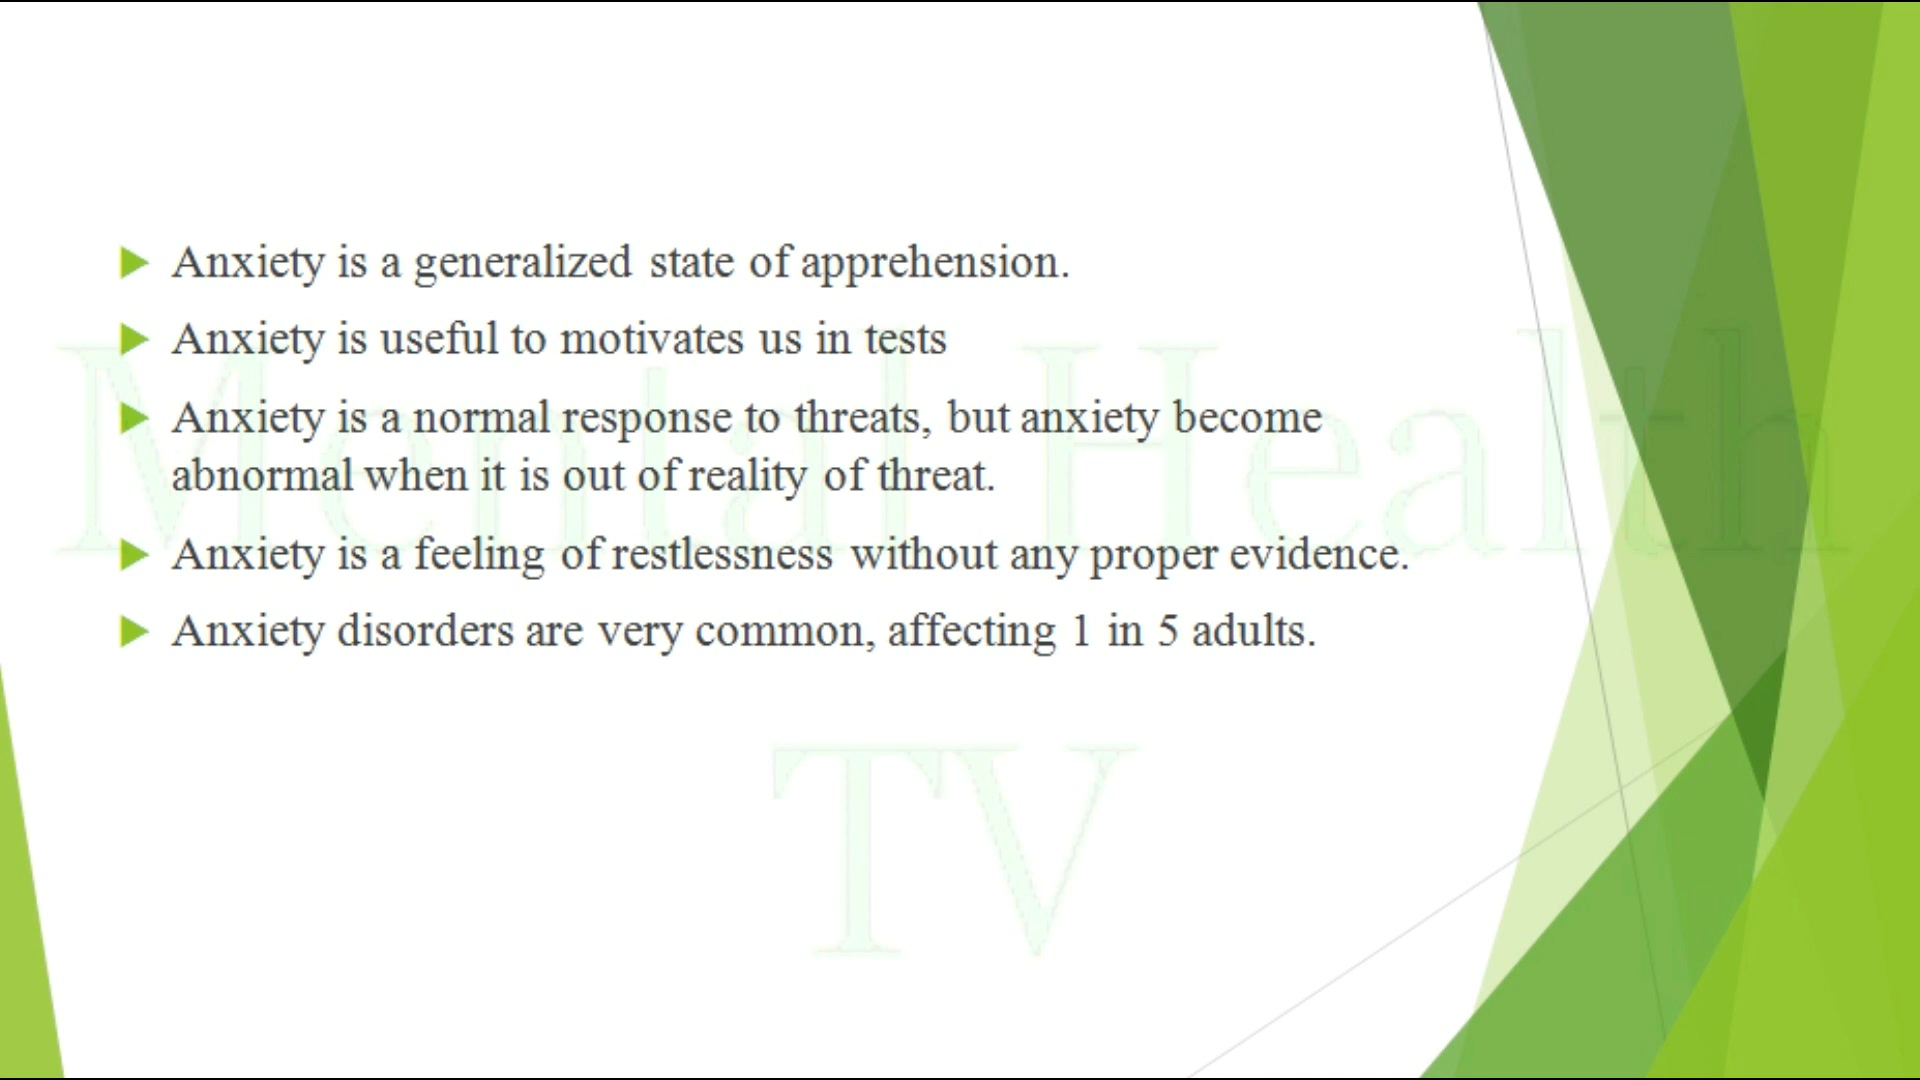 Anxiety is a generalized state of apprehension.
Anxiety is useful to motivates us in tests
Anxiety is a normal response to threats, but anxiety become
abnormal when it is out of reality of threat.
Anxiety is a feeling of restlessness without any proper evidence.
Anxiety disorders are very common, affecting 1 in 5 adults.
Mental Health
TV